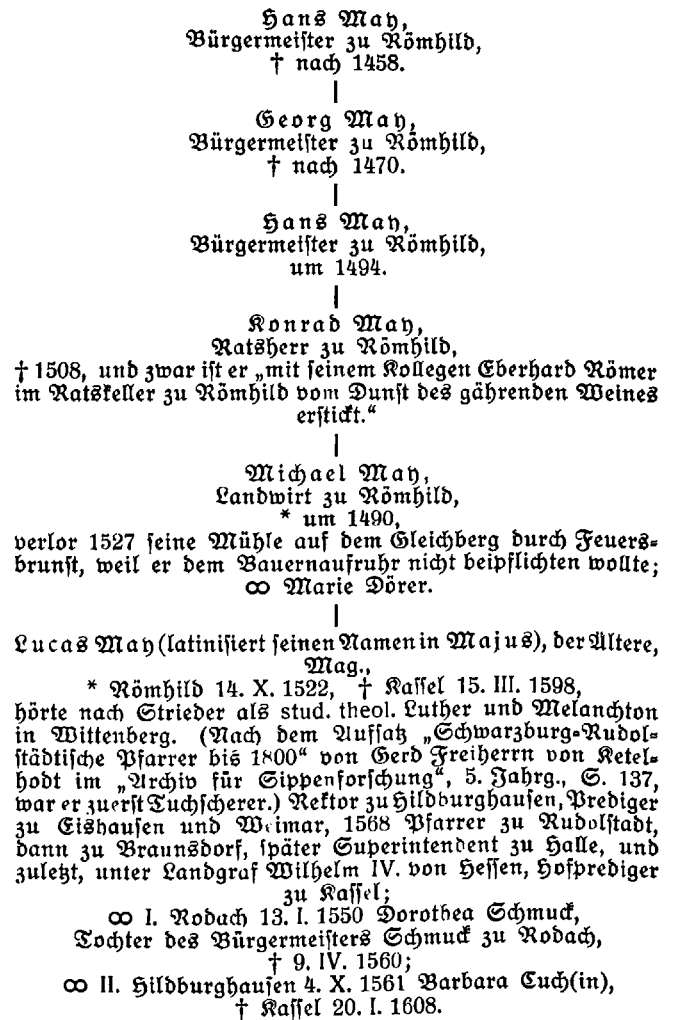 Hans May,
Bürgermeiſter zu Römhild,
† nach 1458.
Georg May,
Bürgermeiſter zu Römhild,
† nach 1470.
Hans May,
Bürgermeiſter zu Römhild,
um 1494.
Konrad May,
Ratsherr zu Römhild,
† 1508, und zwar iſt er „mit ſeinem Kollegen Eberhard Römer
im Ratskeller zu Römhild vom Dunſt des gährenden Weines
erſtickt.“
Michael May,
Landwirt zu Römhild,
* um 1490,
verlor 1527 ſeine Mühle auf dem Gleichberg durch Feuers-
brunſt, weil er dem Bauernaufruhr nicht beipflichten wollte;
∞ Marie Dörer.
Lucas May (latiniſiert ſeinen Namen in Majus), der Ältere,
Mag.,
* Römhild 14. X. 1522, † Kaſſel 15. III. 1598,
hörte nach Strieder als stud. theol. Luther und Melanchton
in Wittenberg. (Nach dem Aufſatz „Schwarzburg-Rudol-
ſtädtiſche Pfarrer bis 1800“ von Gerd Freiherrn von Ketel-
hodt im „Archiv für Sippenforſchung“, 5. Jahrg., S. 137,
war er zuerſt Tuchſcherer.) Rektor zu Hildburghauſen, Prediger
zu Eishauſen und Weimar, 1568 Pfarrer zu Rudolſtadt,
dann zu Braunsdorf, ſpäter Superintendent zu Halle, und
zuletzt, unter Landgraf Wilhelm IV. von Heſſen, Hofprediger
zu Kaſſel;
∞ I. Rodach 13. I. 1550 Dorothea Schmuck,
Tochter des Bürgermeiſters Schmuck zu Rodach,
† 9. IV. 1560;
∞ II. Hildburghauſen 4. X. 1561 Barbara Cuch(in),
† Kaſſel 20. I. 1608.